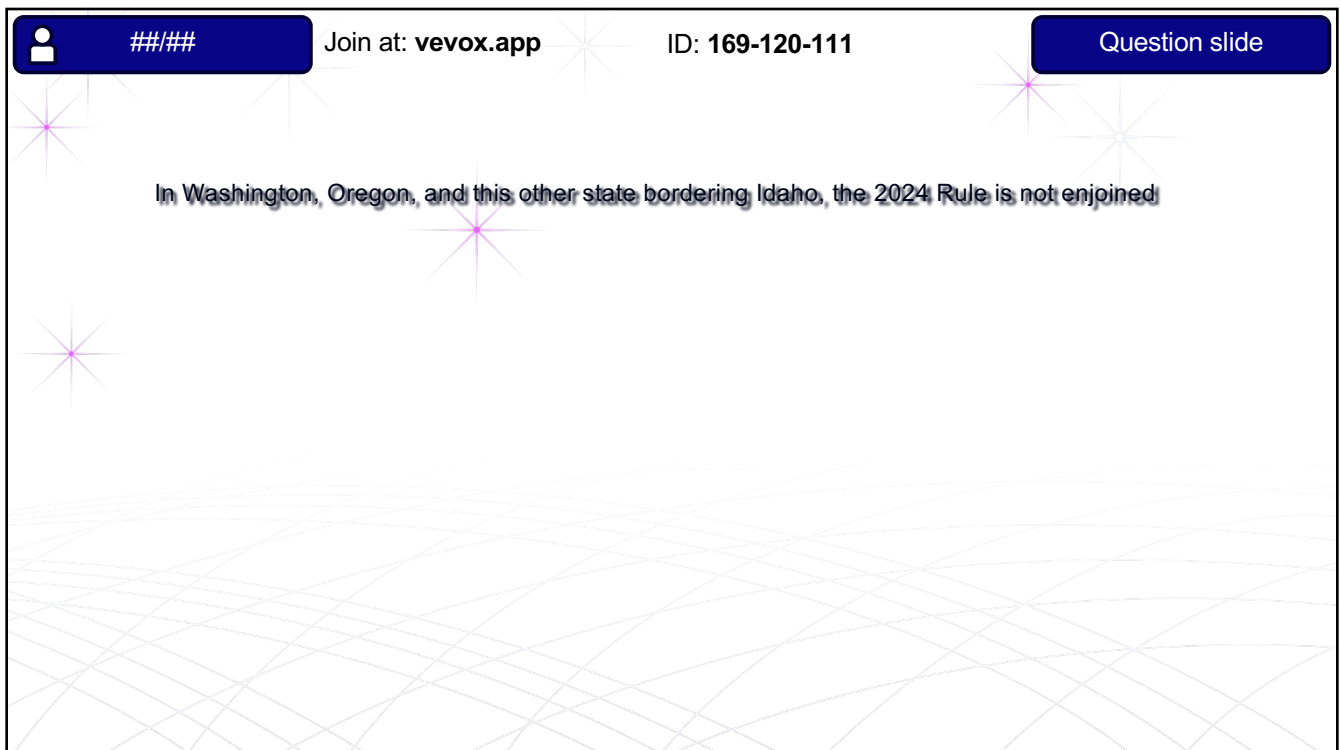 ##/## Join at: vevox.app ID: 169-120-111 Question slide
In Washington, Oregon, and this other state bordering Idaho, the 2024 Rule is not enjoined